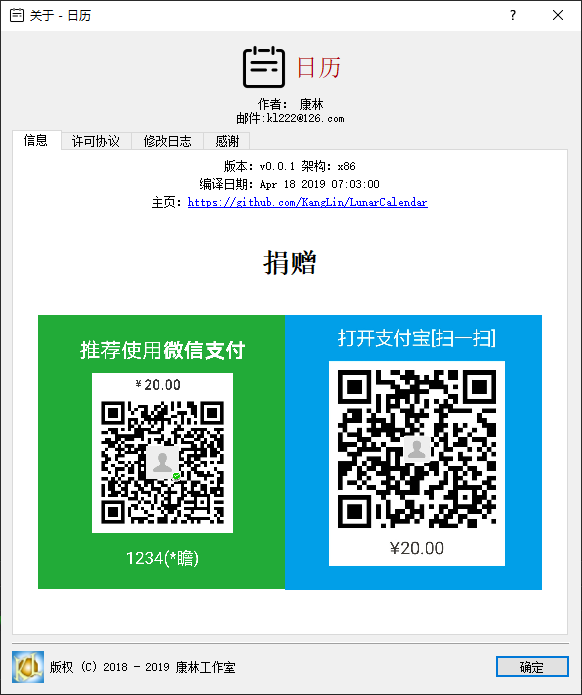 关于 - 日历
日历
作者： 康林
邮件:kl222@126.com
信息 许可协议 修改日志 感谢
版本：v0.0.1 架构：x86
编译日期：Apr 18 2019 07:03:00
主页：https://github.com/KangLin/LunarCalendar
捐赠
推荐使用微信支付
¥20.00
1234(*瞻)
打开支付宝[扫一扫]
¥20.00
版权 (C) 2018 - 2019 康林工作室
确定